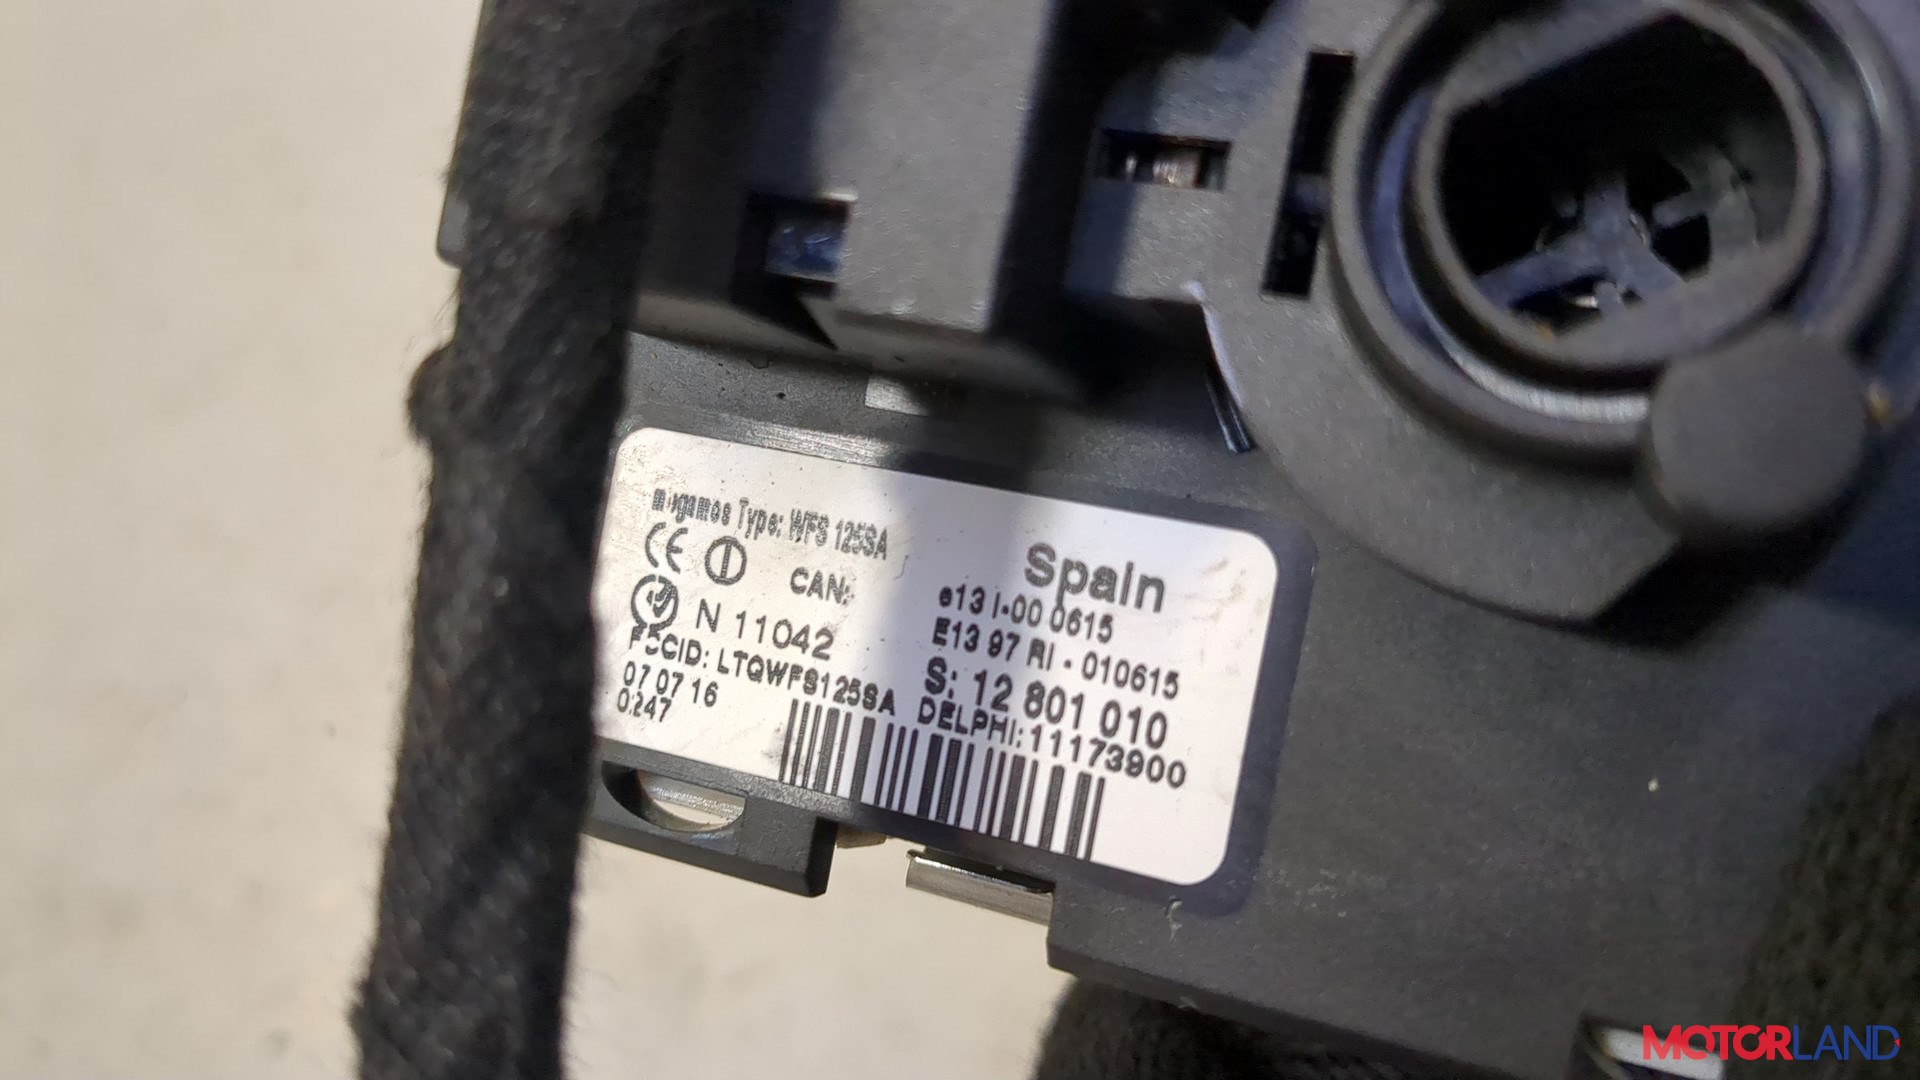 megamos Type: WFS 125SA
CE
CAN:
N 11042
FCCID: LTQWFS125SA
07 07 16
0247
Spain
e13 I-00 0615
E13 97 RI - 010615
S: 12 801 010
DELPHI: 11173900
MOTORLAND